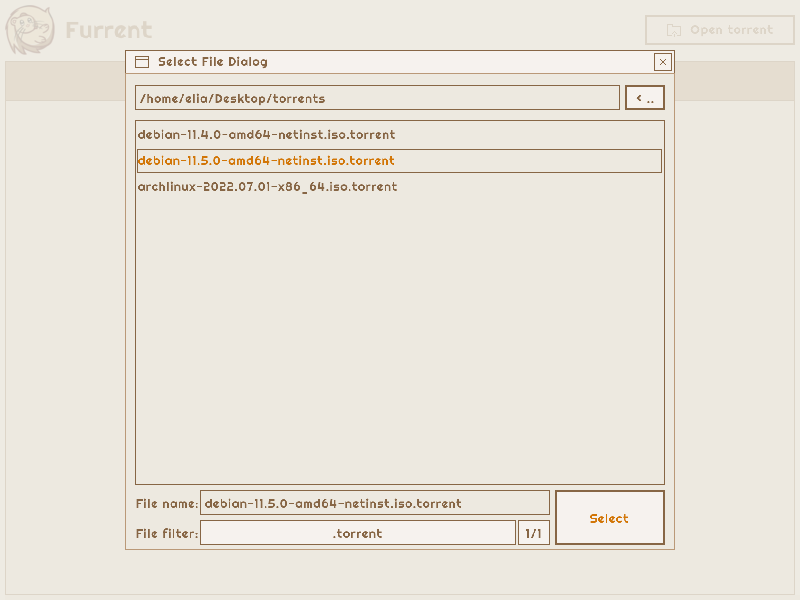 Furrent
Open torrent
Select File Dialog
/home/elia/Desktop/torrents
< ..
debian-11.4.0-amd64-netinst.iso.torrent
debian-11.5.0-amd64-netinst.iso.torrent
archlinux-2022.07.01-x86_64.iso.torrent
File name: debian-11.5.0-amd64-netinst.iso.torrent
Select
File filter: .torrent 1/1